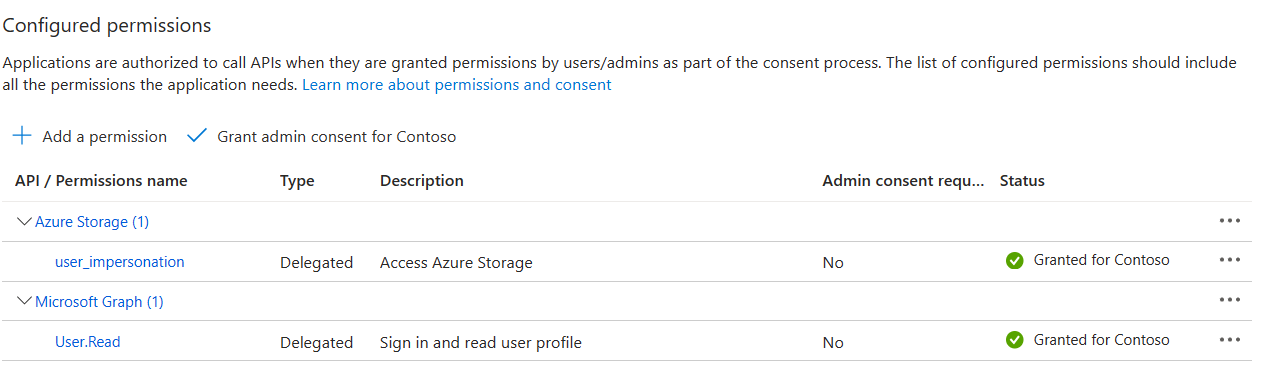 Configured permissions
Applications are authorized to call APIs when they are granted permissions by users/admins as part of the consent process. The list of configured permissions should include
all the permissions the application needs. Learn more about permissions and consent
Add a permission Grant admin consent for Contoso
API / Permissions name Type Description Admin consent requ... Status
Azure Storage (1)
user_impersonation Delegated Access Azure Storage No Granted for Contoso
Microsoft Graph (1)
User.Read Delegated Sign in and read user profile No Granted for Contoso